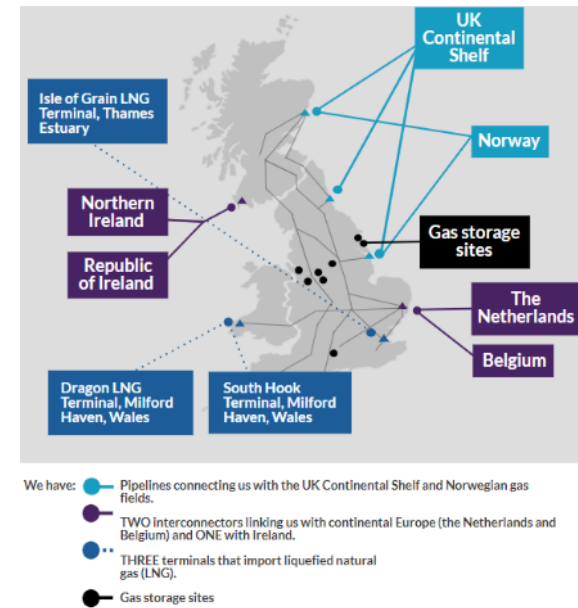 UK
Continental
Shelf
Isle of Grain LNG
Terminal, Thames
Estuary
Norway
Northern
Ireland
Gas storage
sites
Republic
of Ireland
The
Netherlands
Belgium
Dragon LNG
Terminal, Milford
Haven, Wales
South Hook
Terminal, Milford
Haven, Wales
We have:
Pipelines connecting us with the UK Continental Shelf and Norwegian gas
fields.
TWO interconnectors linking us with continental Europe (the Netherlands and
Belgium) and ONE with Ireland.
THREE terminals that import liquefied natural
gas (LNG).
Gas storage sites